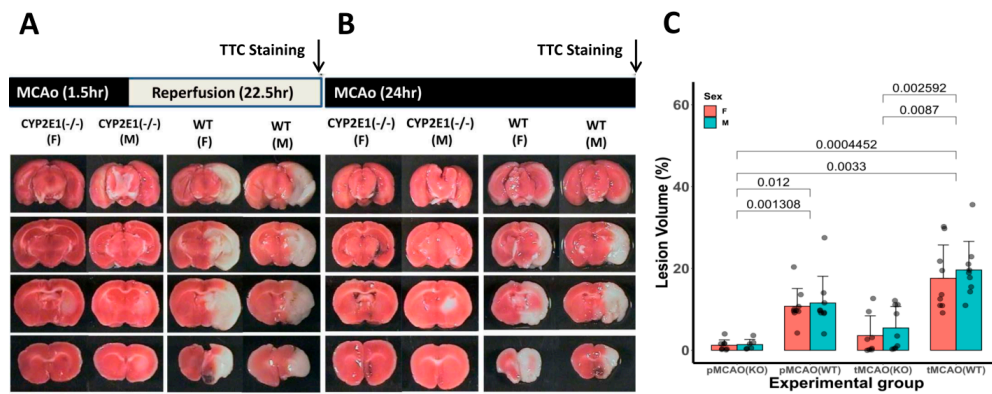 A
B
C
TTC Staining
TTC Staining
MCAo (1.5hr)
Reperfusion (22.5hr)
MCAo (24hr)
CYP2E1(-/-)
(F)
CYP2E1(-/-)
(M)
WT
(F)
WT
(M)
CYP2E1(-/-)
(F)
CYP2E1(-/-)
(M)
WT
(F)
WT
(M)
Lesion Volume (%)
60
40
20
0
Sex
F
M
0.002592
0.0087
0.0004452
0.0033
0.012
0.001308
pMCAO(KO)
pMCAO(WT)
tMCAO(KO)
tMCAO(WT)
Experimental group